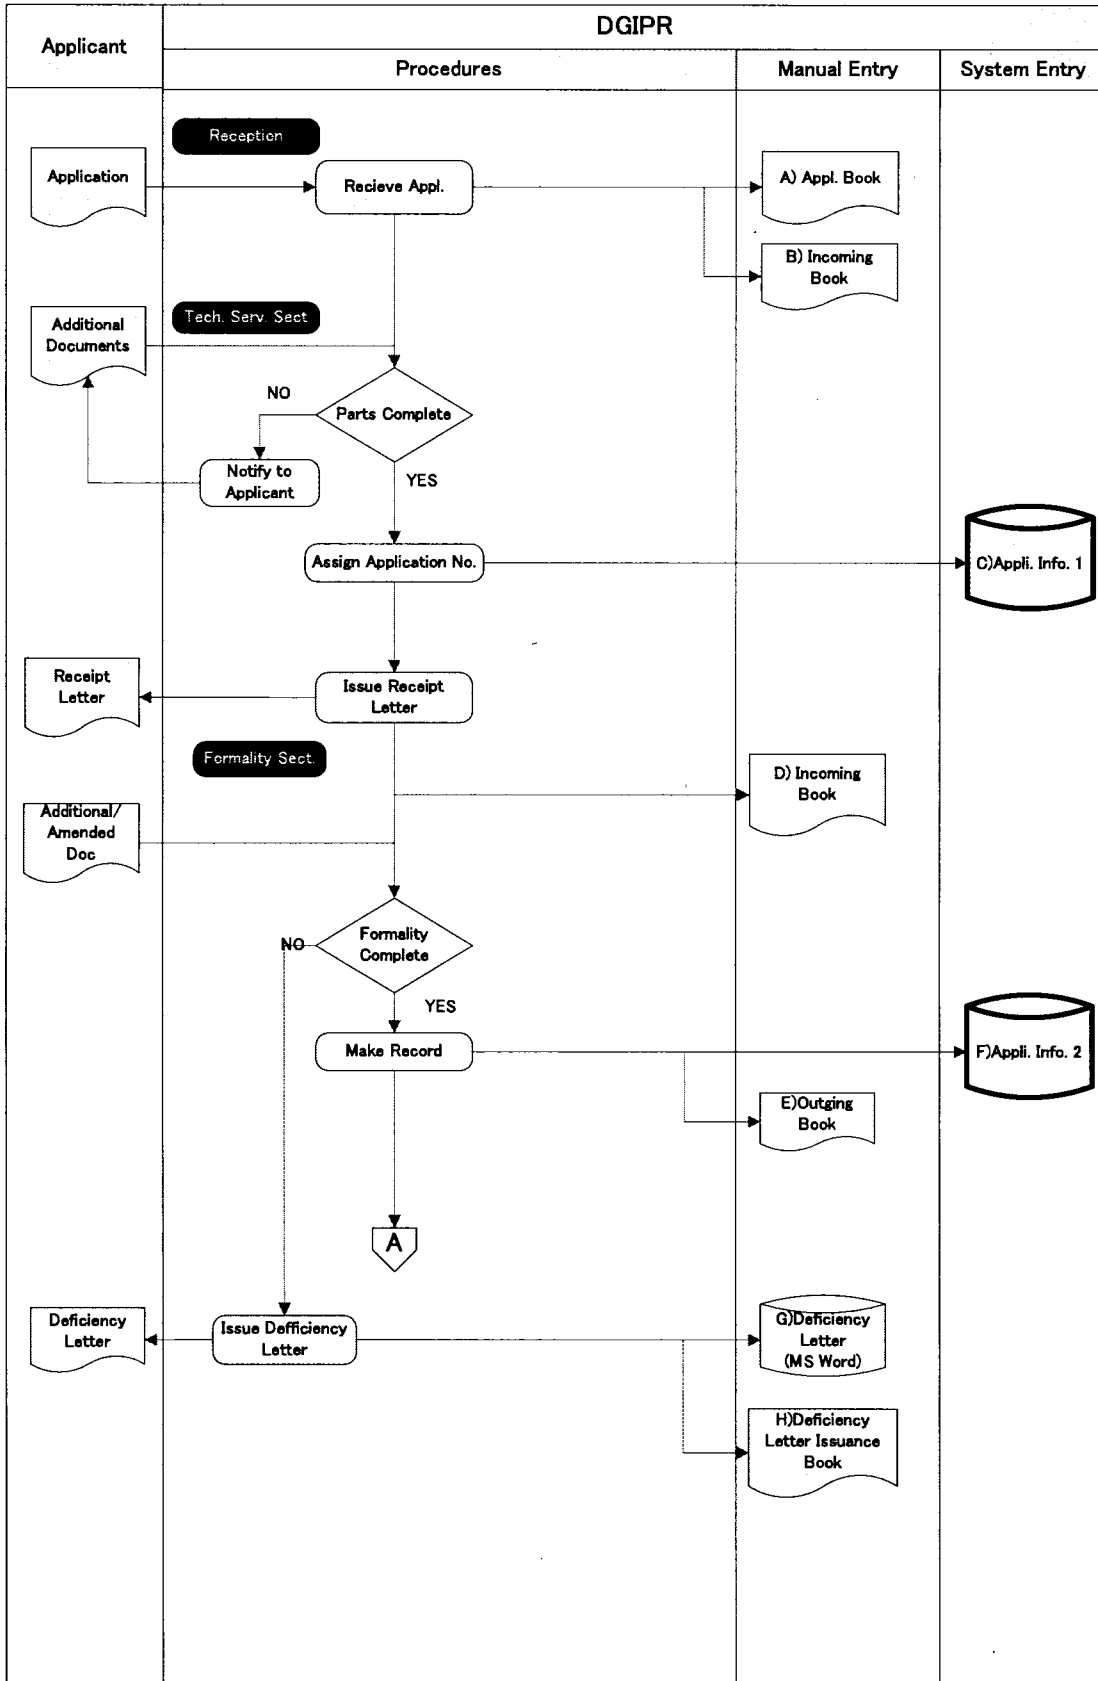 DGIPR
Applicant
Procedures
Manual Entry
System Entry
Reception
Application
Recieve Appl.
A) Appl. Book
B) Incoming
Book
Additional
Documents
Tech. Serv. Sect
NO
Parts Complete
Notify to
Applicant
YES
Assign Application No.
C)Appli. Info. 1
Receipt
Letter
Issue Receipt
Letter
Formality Sect.
D) Incoming
Book
Additional/
Amended
Doc
NO
Formality
Complete
YES
Make Record
F)Appli. Info. 2
E)Outging
Book
A
Deficiency
Letter
Issue Defficiency
Letter
G)Deficiency
Letter
(MS Word)
H)Deficiency
Letter Issuance
Book